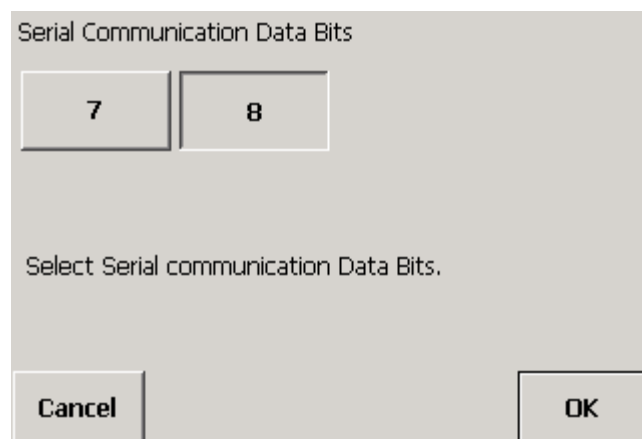 Serial Communication Data Bits
7 8
Select Serial communication Data Bits.
Cancel OK